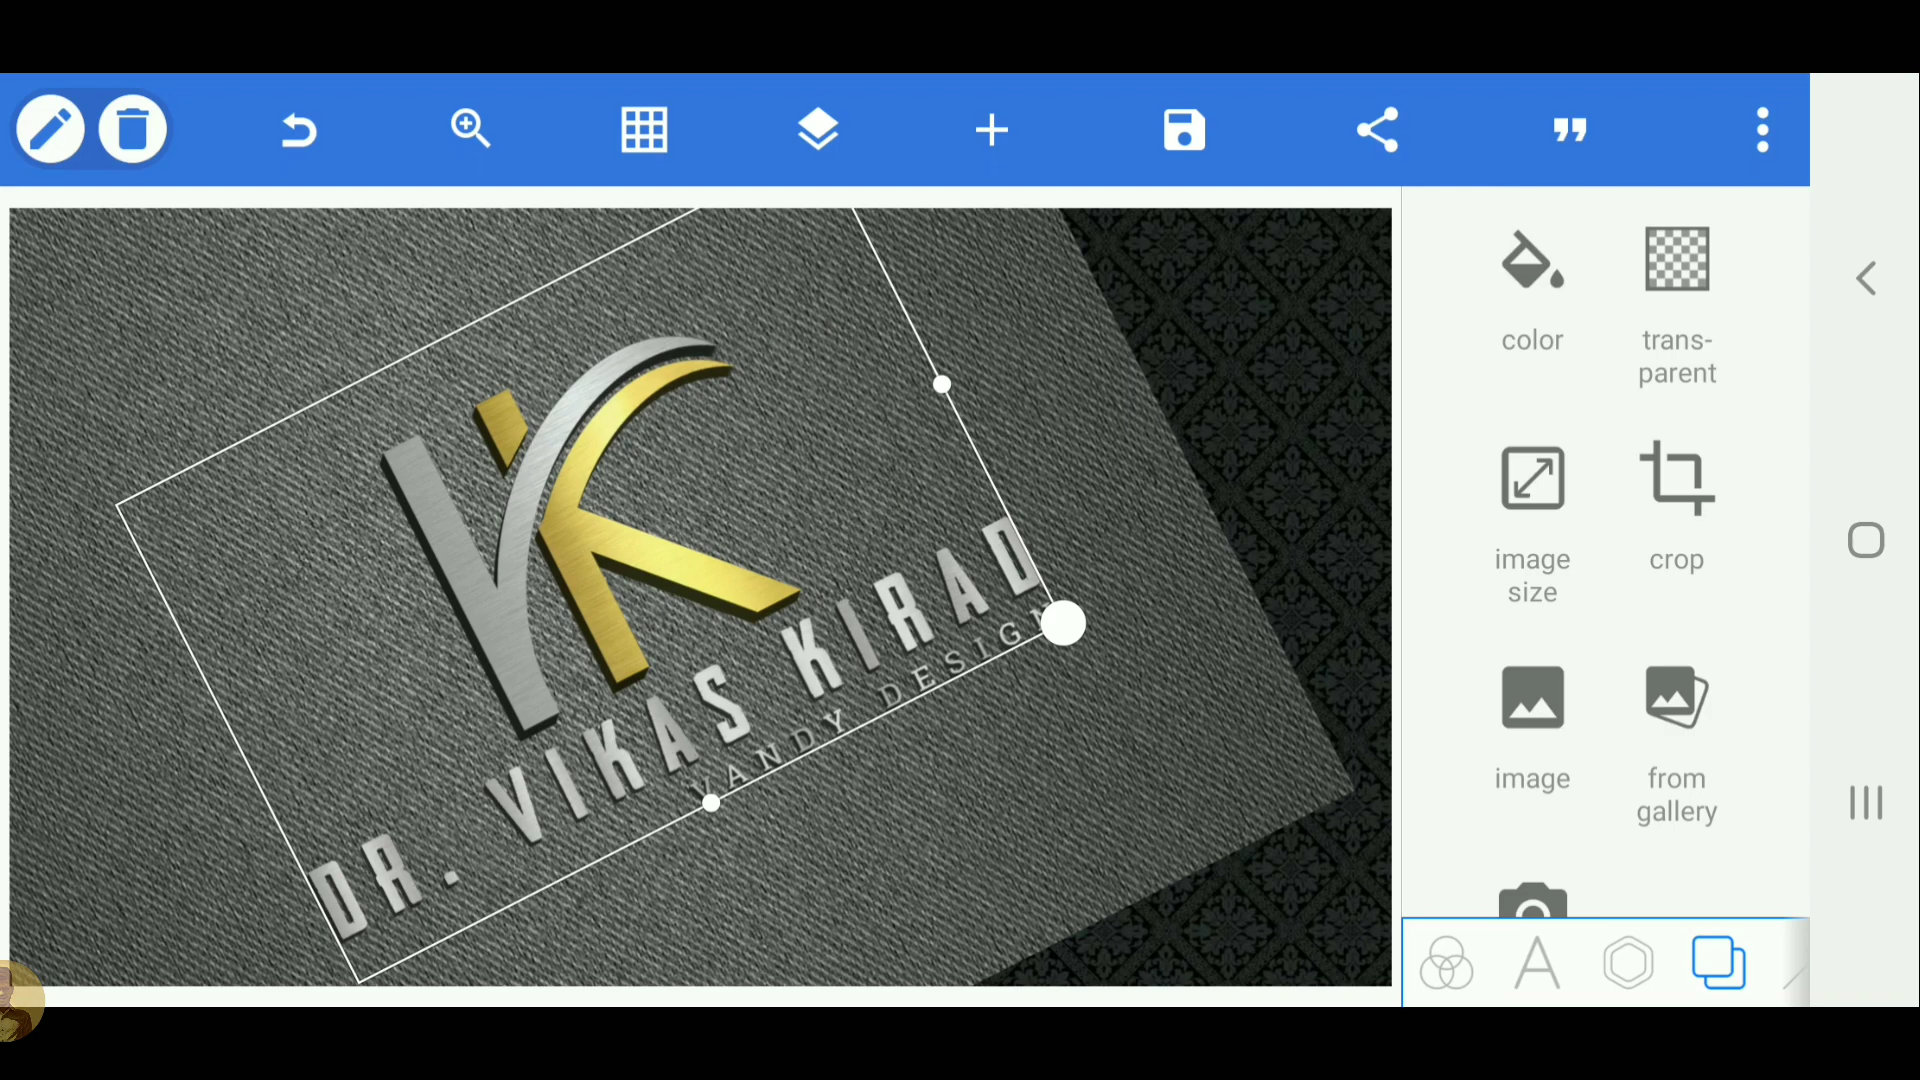 DR. VIKAS KIRAD
VANDY DESIGN
color
trans-
parent
image
size
crop
image
from
gallery